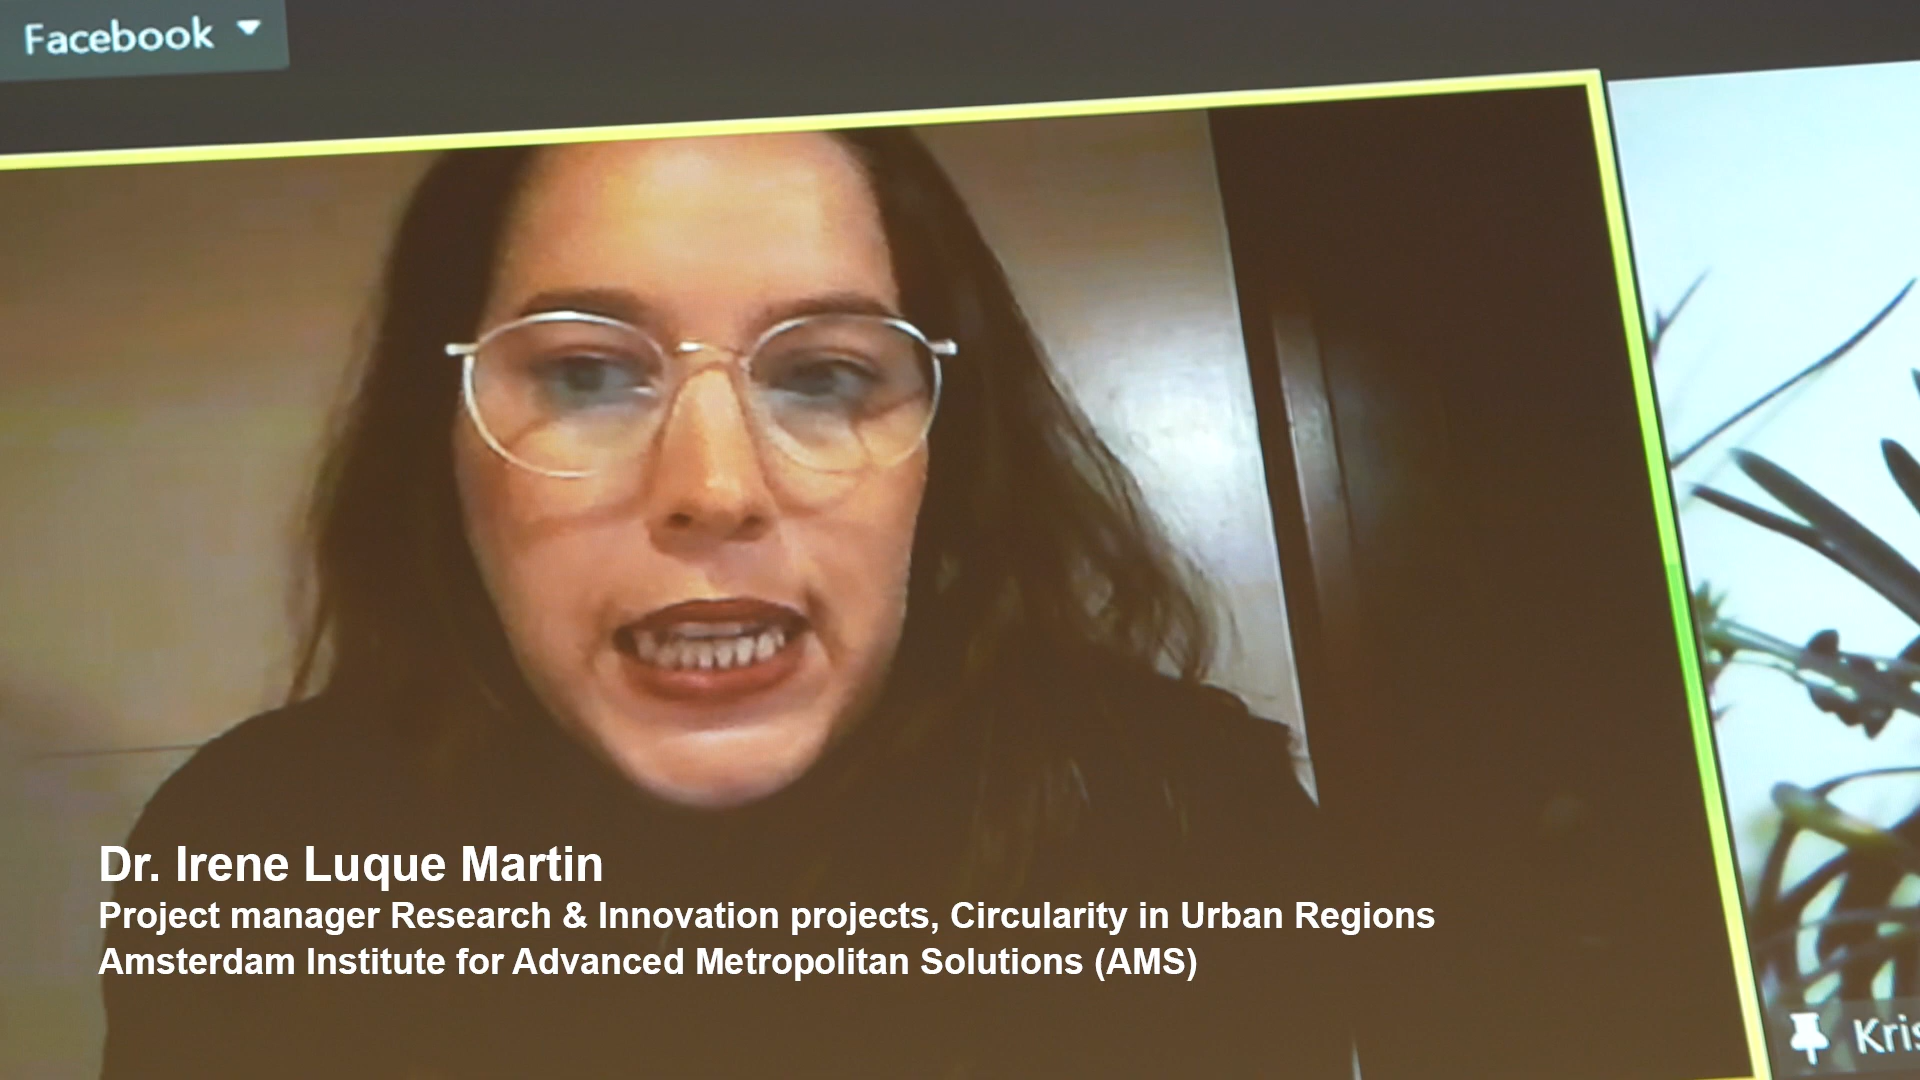 Facebook
Dr. Irene Luque Martin
Project manager Research & Innovation projects, Circularity in Urban Regions
Amsterdam Institute for Advanced Metropolitan Solutions (AMS)
Kris